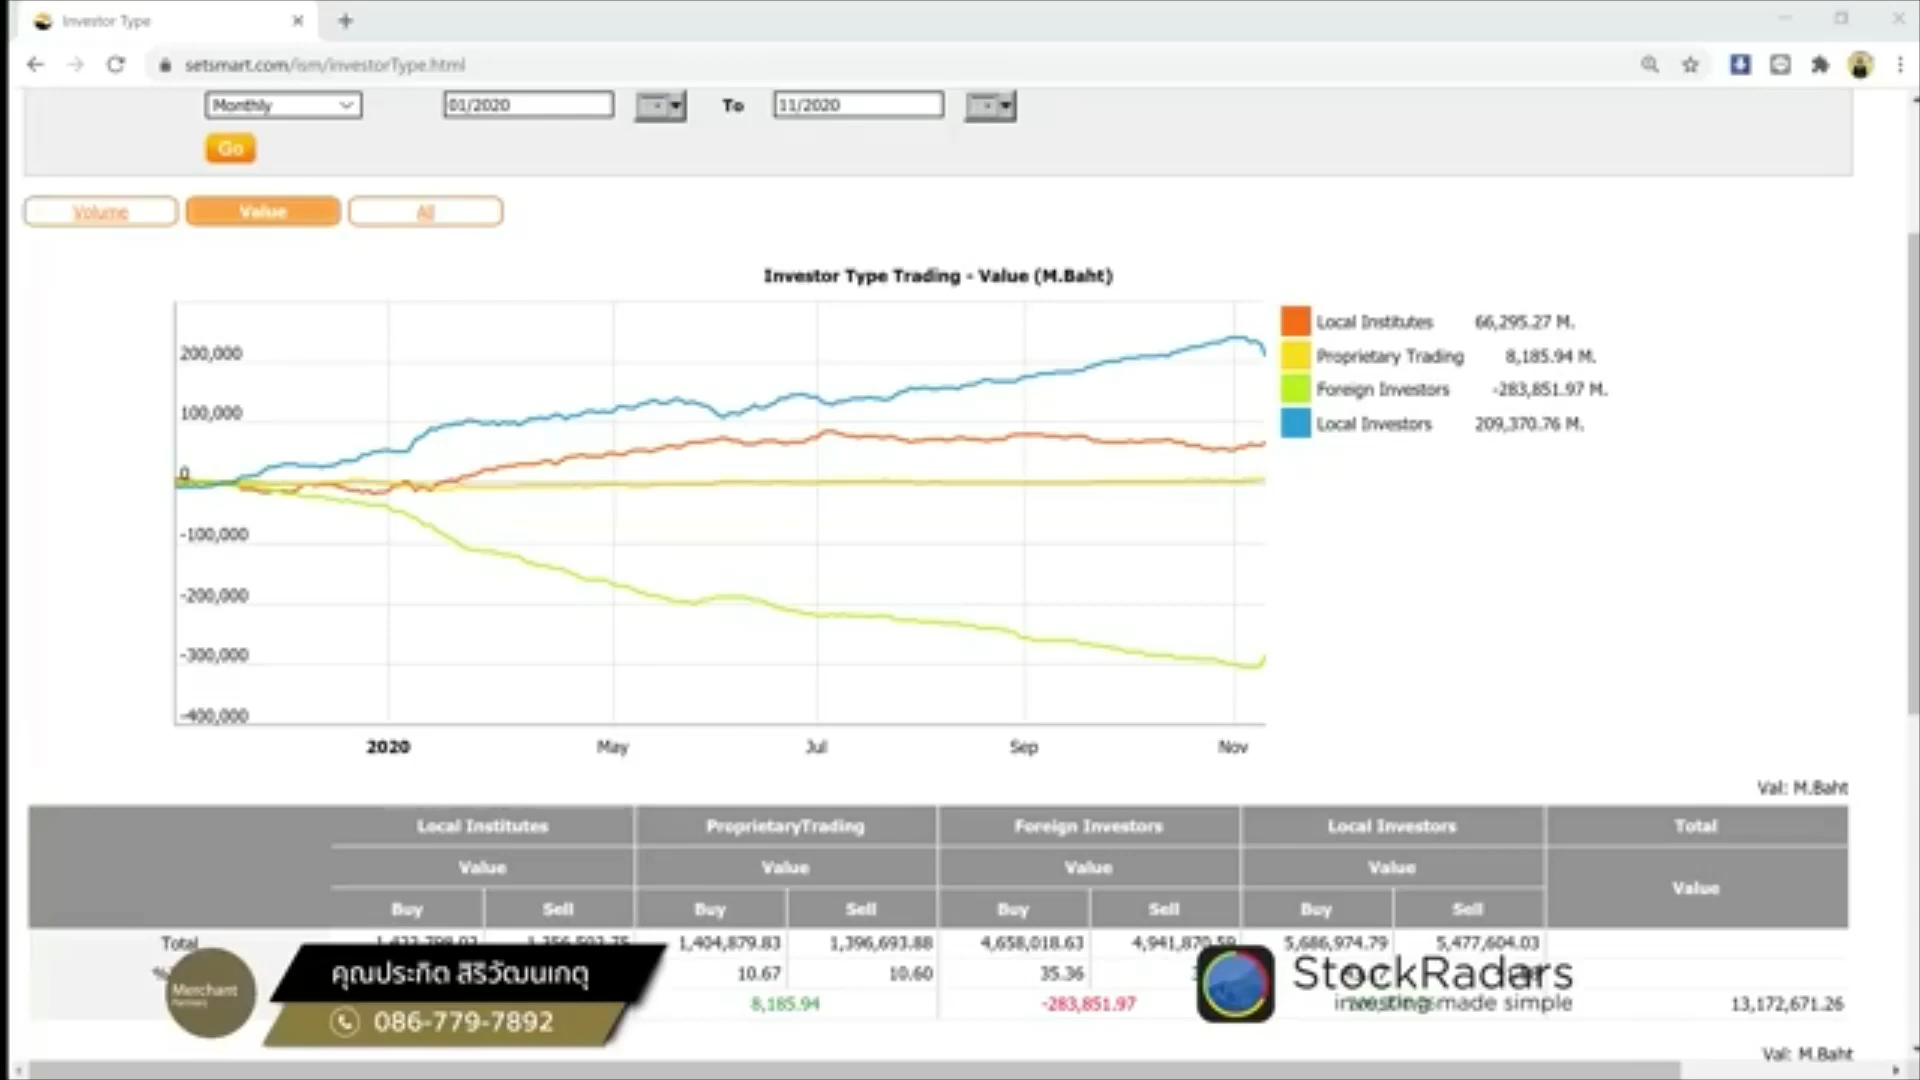 Investor Type
setsmart.com/ism/investorType.html
Monthly 01/2020 To 11/2020
Go
Volume Value All
Investor Type Trading - Value (M.Baht)
200,000
100,000
0
-100,000
-200,000
-300,000
-400,000
2020 May Jul Sep Nov
Local Institutes 66,295.27 M.
Proprietary Trading 8,185.94 M.
Foreign Investors -283,851.97 M.
Local Investors 209,370.76 M.
Val: M.Baht
Local Institutes ProprietaryTrading Foreign Investors Local Investors Total
Value Value Value Value Value
Buy Sell Buy Sell Buy Sell Buy Sell
Total 1,404,879.83 1,396,693.88 4,658,018.63 4,941,870.59 5,686,974.79 5,477,604.03
% 10.67 10.60 35.36
8,185.94 -283,851.97 13,172,671.26
Val: M.Baht
Merchant
Partners
คุณประกิต สิริวัฒนเกตุ
086-779-7892
StockRadars
investing made simple